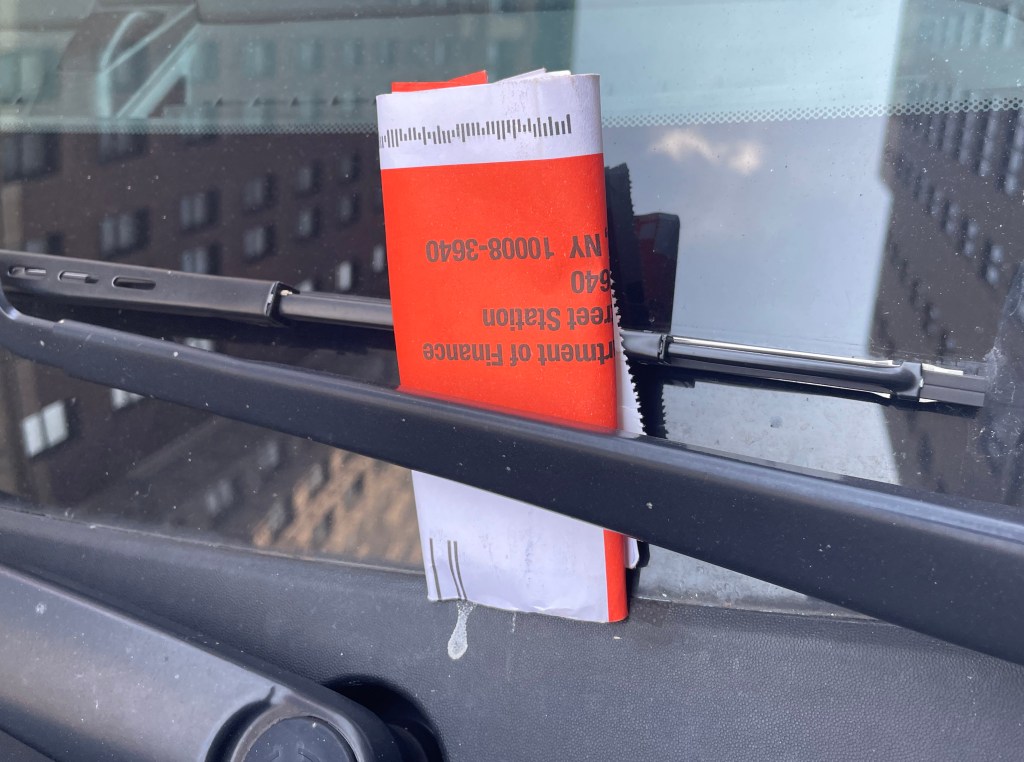 rtment of Finance
reet Station
640
, NY 10008-3640